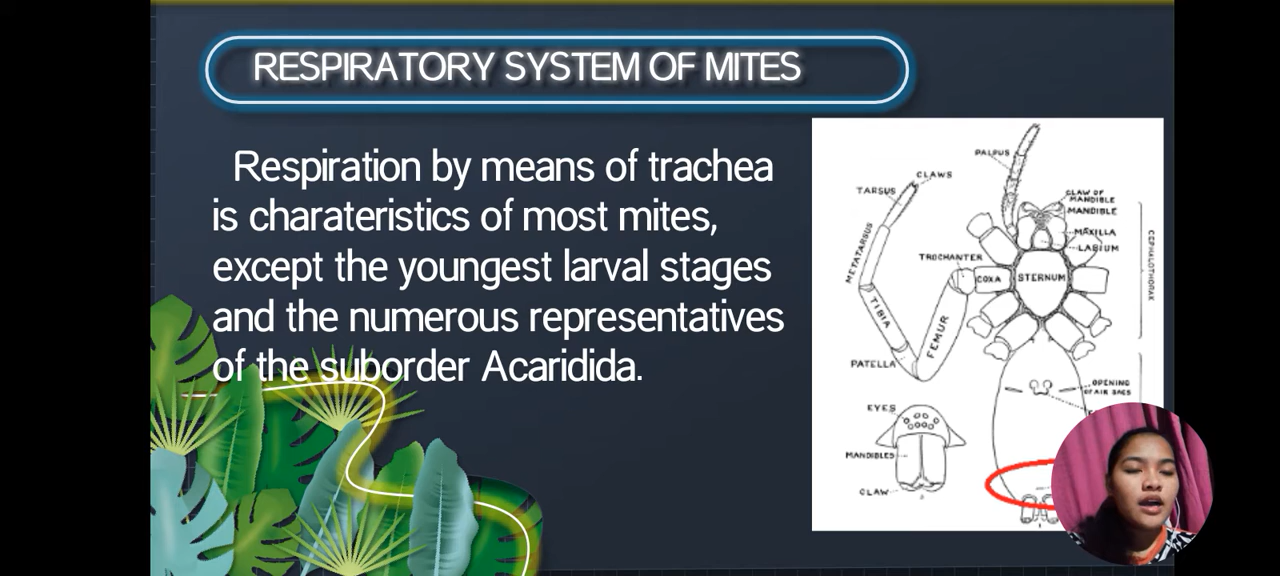 RESPIRATORY SYSTEM OF MITES
Respiration by means of trachea
is charateristics of most mites,
except the youngest larval stages
and the numerous representatives
of the suborder Acaridida.
PALPUS
CLAWS
TARSUS
CLAW OF
MANDIBLE
MANDIBLE
MAXILLA
LABIUM
METATARSUS
TROCHANTER
COXA
STERNUM
CEPHALOTHORAX
TIBIA
FEMUR
PATELLA
OPENING
OF AIR SACS
EYES
MANDIBLES
CLAW